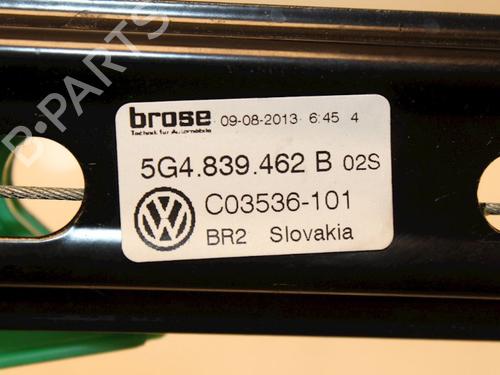 brose 09-08-2013 6:45 4
Technik für Automobile
5G4.839.462 B 02S
C03536-101
BR2 Slovakia
B-PARTS